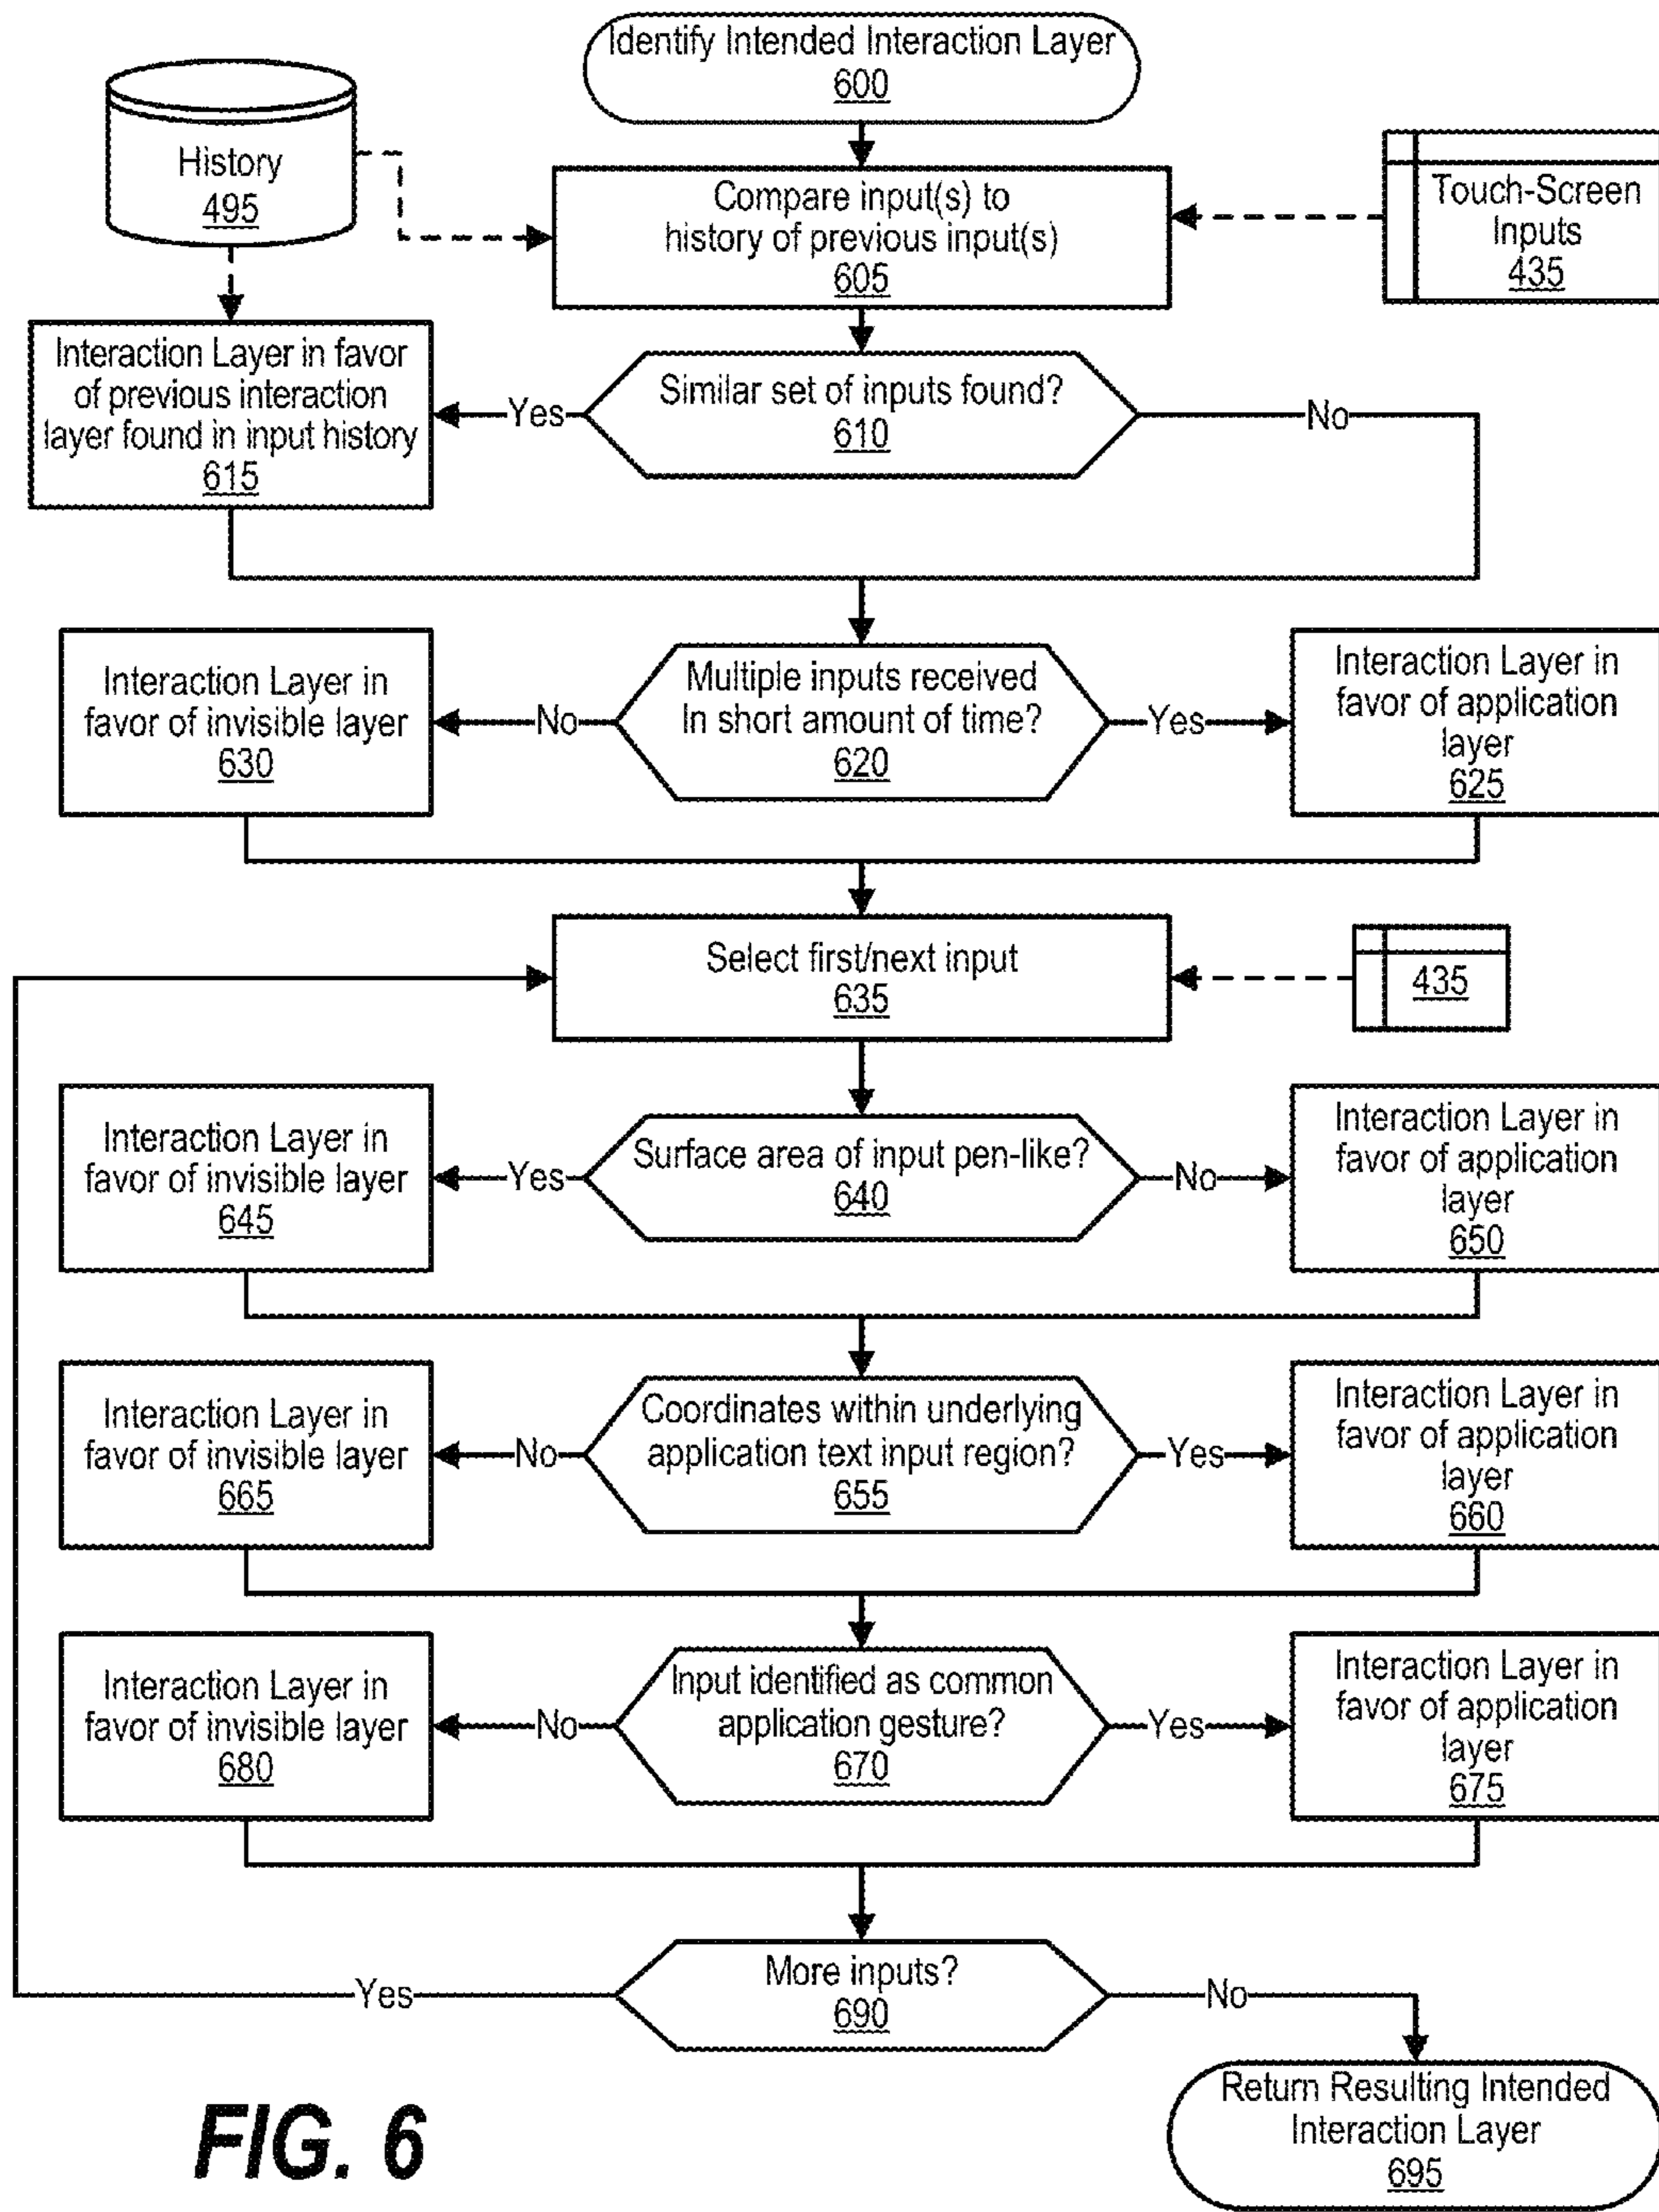 Identify Intended Interaction Layer
600
History
495
Compare input(s) to
history of previous input(s)
605
Touch-Screen
Inputs
435
Interaction Layer in favor
of previous interaction
layer found in input history
615
Yes
Similar set of inputs found?
610
No
Interaction Layer in
favor of invisible layer
630
No
Multiple inputs received
In short amount of time?
620
Yes
Interaction Layer in
favor of application
layer
625
Select first/next input
635
435
Interaction Layer in
favor of invisible layer
645
Yes
Surface area of input pen-like?
640
No
Interaction Layer in
favor of application
layer
650
Interaction Layer in
favor of invisible layer
665
No
Coordinates within underlying
application text input region?
655
Yes
Interaction Layer in
favor of application
layer
660
Interaction Layer in
favor of invisible layer
680
No
Input identified as common
application gesture?
670
Yes
Interaction Layer in
favor of application
layer
675
Yes
More inputs?
690
No
Return Resulting Intended
Interaction Layer
695
FIG. 6